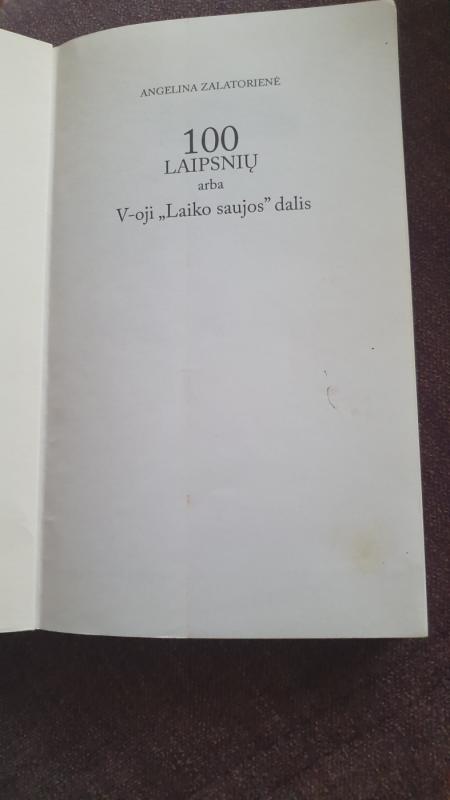 ANGELINA ZALATORIENĖ
100
LAIPSNIŲ
arba
V-oji „Laiko saujos” dalis